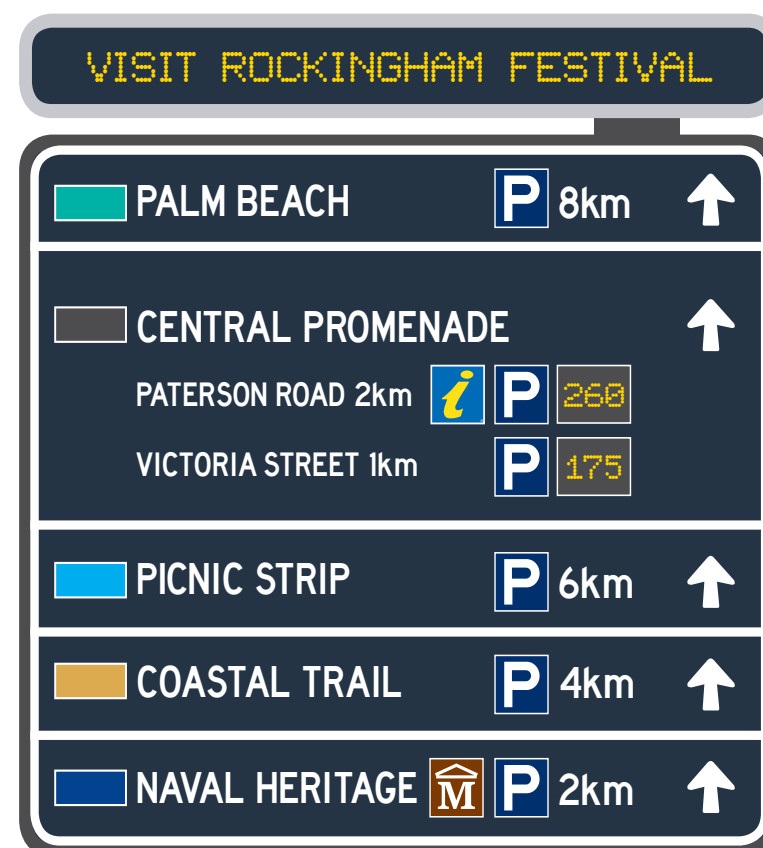 VISIT ROCKINGHAM FESTIVAL
PALM BEACH P 8km
CENTRAL PROMENADE
PATERSON ROAD 2km i P 260
VICTORIA STREET 1km P 175
PICNIC STRIP P 6km
COASTAL TRAIL P 4km
NAVAL HERITAGE M P 2km